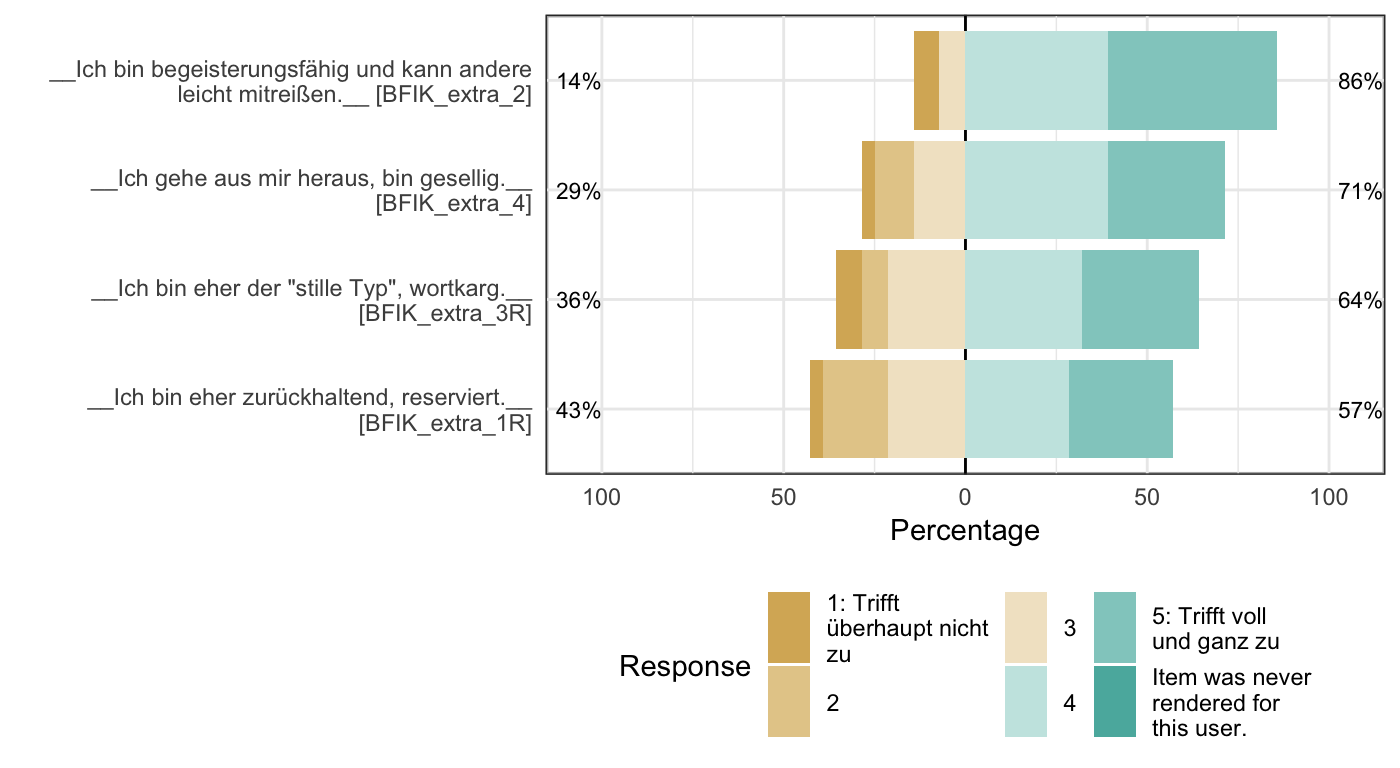 __Ich bin begeisterungsfähig und kann andere
leicht mitreißen.__ [BFIK_extra_2]
14%
86%
__Ich gehe aus mir heraus, bin gesellig.__
[BFIK_extra_4]
29%
71%
__Ich bin eher der "stille Typ", wortkarg.__
[BFIK_extra_3R]
36%
64%
__Ich bin eher zurückhaltend, reserviert.__
[BFIK_extra_1R]
43%
57%
100 50 0 50 100
Percentage
Response
1: Trifft
überhaupt nicht
zu
2
3
4
5: Trifft voll
und ganz zu
Item was never
rendered for
this user.